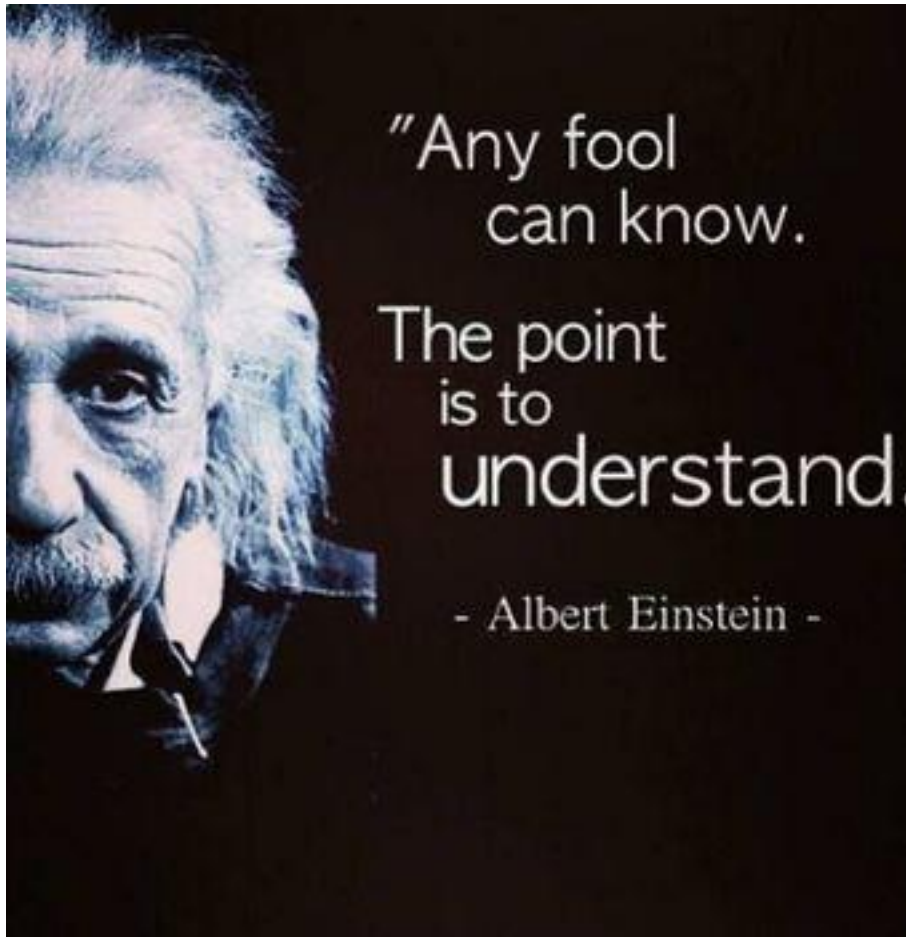 "Any fool
can know.
The point
is to
understand.
- Albert Einstein -